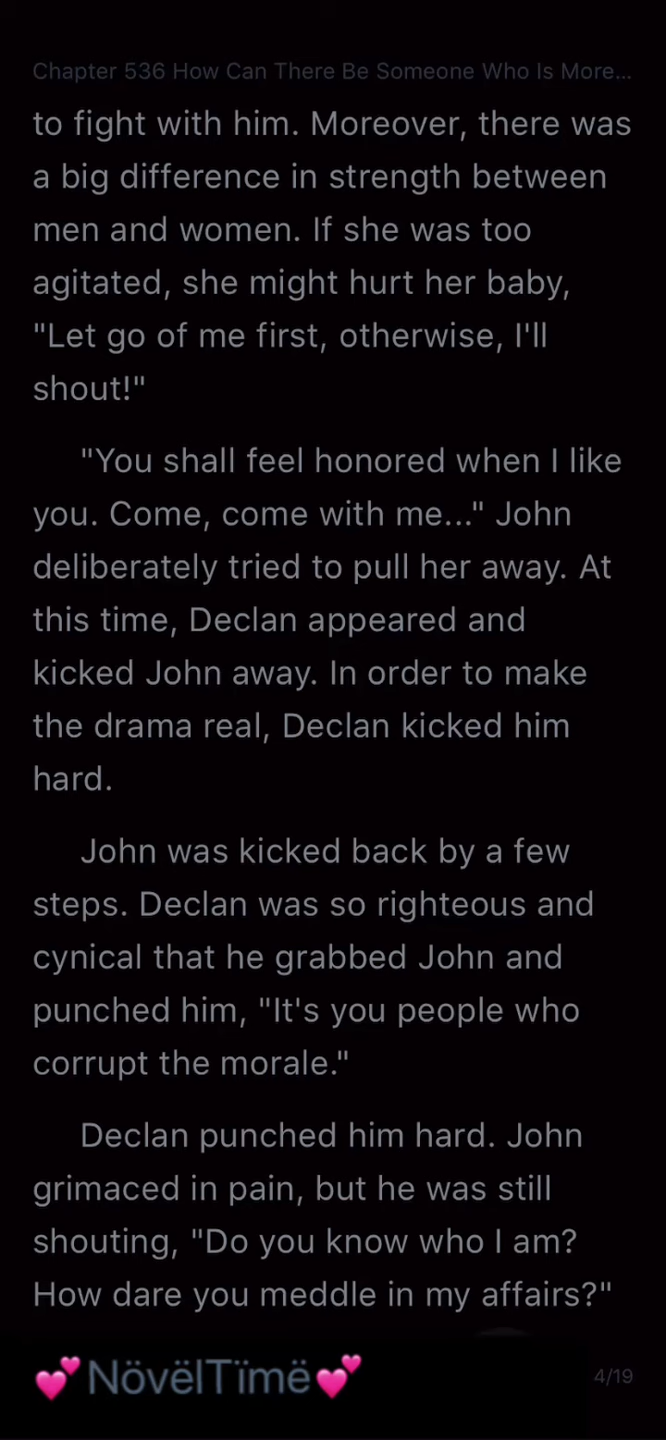 Chapter 536 How Can There Be Someone Who Is More...
to fight with him. Moreover, there was
a big difference in strength between
men and women. If she was too
agitated, she might hurt her baby,
"Let go of me first, otherwise, I'll
shout!"
"You shall feel honored when I like
you. Come, come with me..." John
deliberately tried to pull her away. At
this time, Declan appeared and
kicked John away. In order to make
the drama real, Declan kicked him
hard.
John was kicked back by a few
steps. Declan was so righteous and
cynical that he grabbed John and
punched him, "It's you people who
corrupt the morale."
Declan punched him hard. John
grimaced in pain, but he was still
shouting, "Do you know who I am?
How dare you meddle in my affairs?"
💕NövëlTïmë💕
4/19